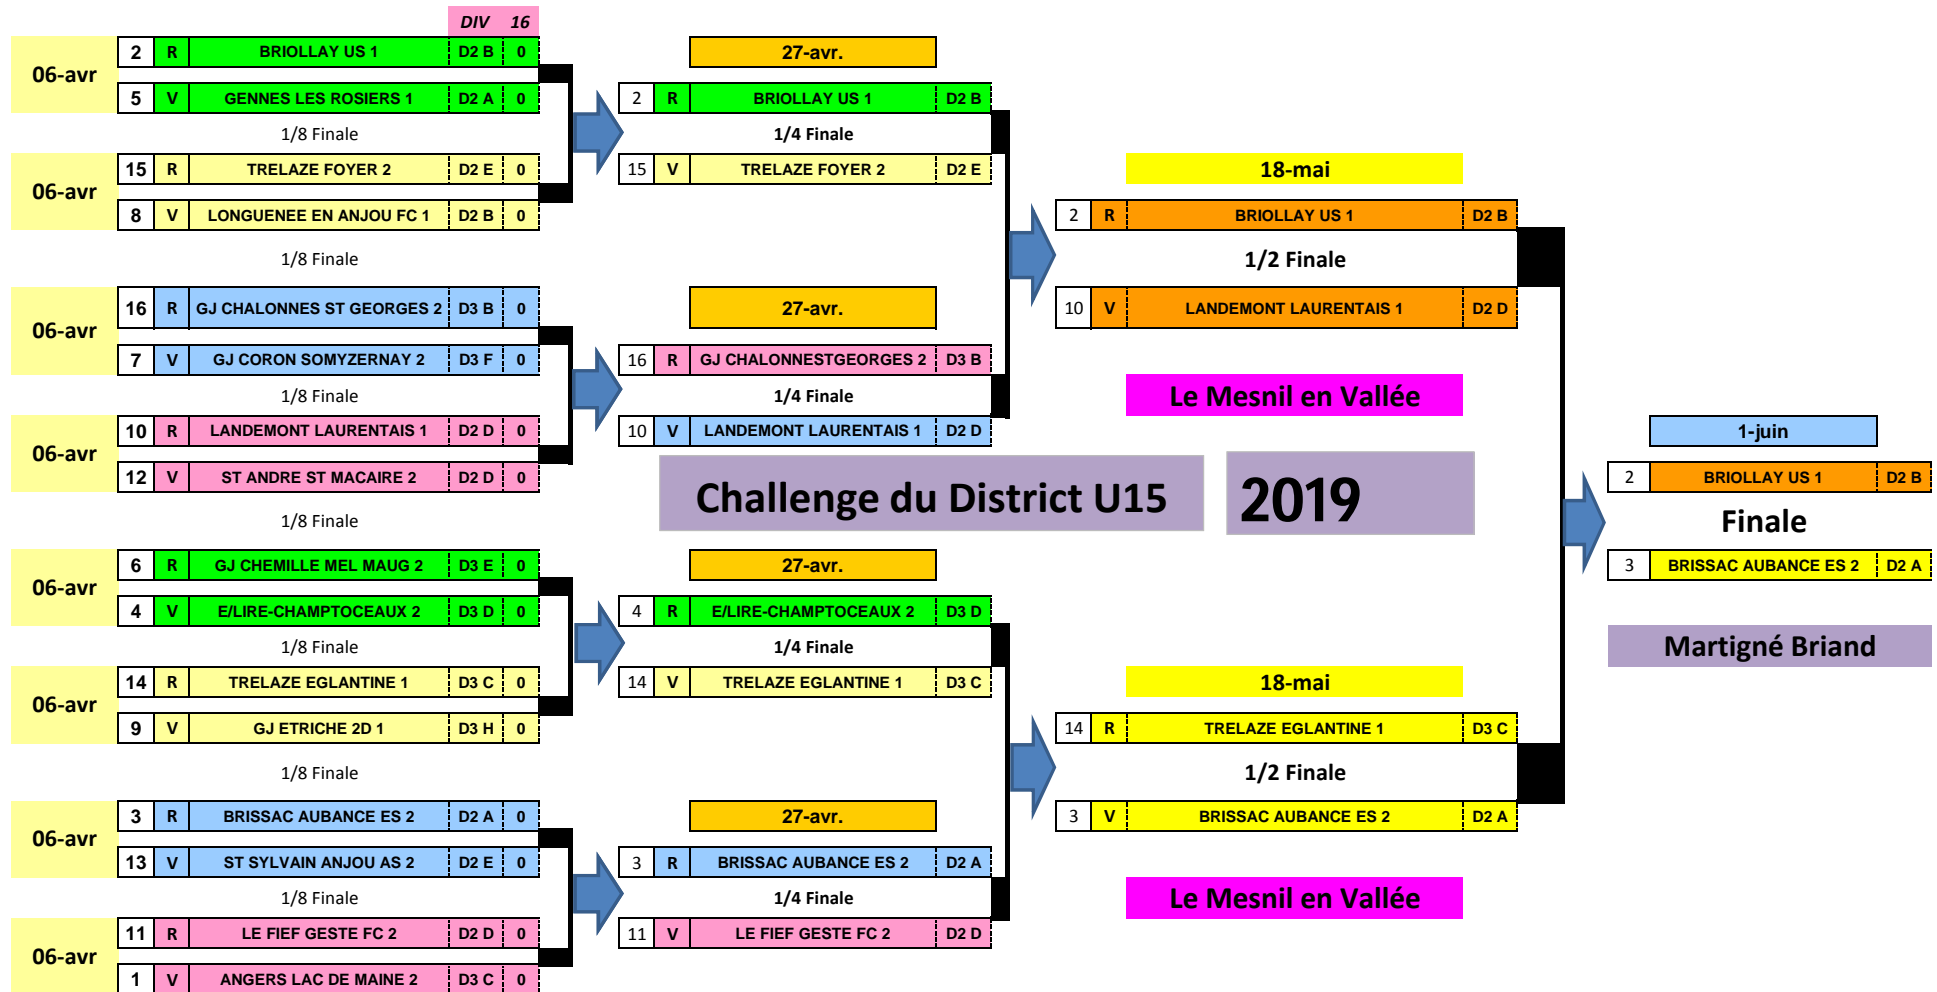 DIV 16
06-avr
2 R BRIOLLAY US 1 D2 B 0
5 V GENNES LES ROSIERS 1 D2 A 0
1/8 Finale
06-avr
15 R TRELAZE FOYER 2 D2 E 0
8 V LONGUENEE EN ANJOU FC 1 D2 B 0
1/8 Finale
06-avr
16 R GJ CHALONNES ST GEORGES 2 D3 B 0
7 V GJ CORON SOMYZERNAY 2 D3 F 0
1/8 Finale
06-avr
10 R LANDEMONT LAURENTAIS 1 D2 D 0
12 V ST ANDRE ST MACAIRE 2 D2 D 0
1/8 Finale
06-avr
6 R GJ CHEMILLE MEL MAUG 2 D3 E 0
4 V E/LIRE-CHAMPTOCEAUX 2 D3 D 0
1/8 Finale
06-avr
14 R TRELAZE EGLANTINE 1 D3 C 0
9 V GJ ETRICHE 2D 1 D3 H 0
1/8 Finale
06-avr
3 R BRISSAC AUBANCE ES 2 D2 A 0
13 V ST SYLVAIN ANJOU AS 2 D2 E 0
1/8 Finale
06-avr
11 R LE FIEF GESTE FC 2 D2 D 0
1 V ANGERS LAC DE MAINE 2 D3 C 0
27-avr.
2 R BRIOLLAY US 1 D2 B
1/4 Finale
15 V TRELAZE FOYER 2 D2 E
27-avr.
16 R GJ CHALONNESTGEORGES 2 D3 B
1/4 Finale
10 V LANDEMONT LAURENTAIS 1 D2 D
Challenge du District U15 2019
27-avr.
4 R E/LIRE-CHAMPTOCEAUX 2 D3 D
1/4 Finale
14 V TRELAZE EGLANTINE 1 D3 C
27-avr.
3 R BRISSAC AUBANCE ES 2 D2 A
1/4 Finale
11 V LE FIEF GESTE FC 2 D2 D
18-mai
2 R BRIOLLAY US 1 D2 B
1/2 Finale
10 V LANDEMONT LAURENTAIS 1 D2 D
Le Mesnil en Vallée
18-mai
14 R TRELAZE EGLANTINE 1 D3 C
1/2 Finale
3 V BRISSAC AUBANCE ES 2 D2 A
Le Mesnil en Vallée
1-juin
2 BRIOLLAY US 1 D2 B
Finale
3 BRISSAC AUBANCE ES 2 D2 A
Martigné Briand